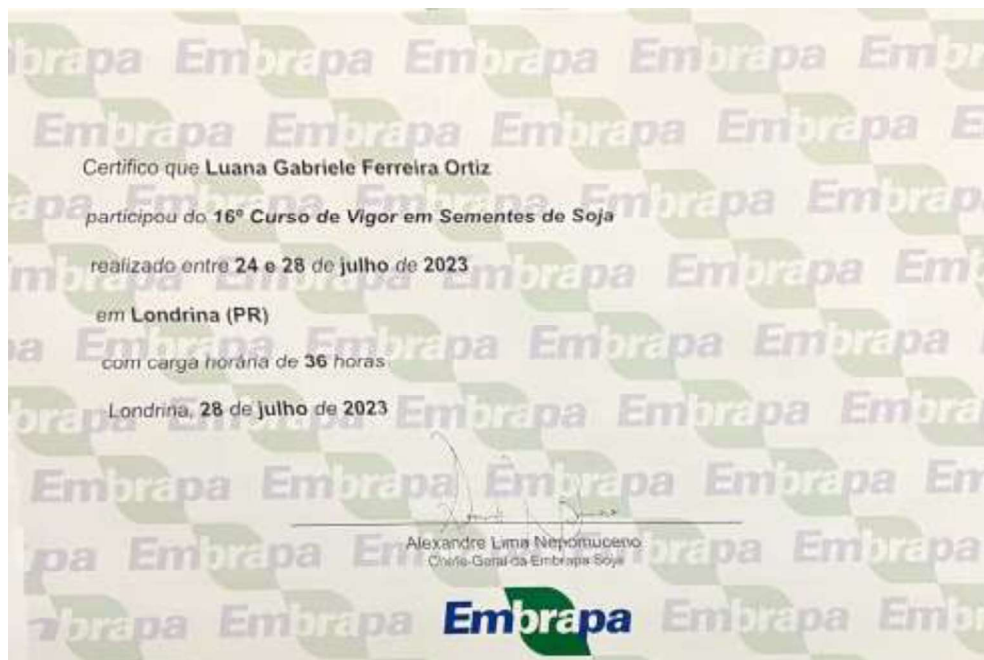 Certifico que Luana Gabriele Ferreira Ortiz
participou do 16º Curso de Vigor em Sementes de Soja
realizado entre 24 e 28 de julho de 2023
em Londrina (PR)
com carga horária de 36 horas
Londrina, 28 de julho de 2023
Alexandre Lima Nepomuceno
Chefe-Geral da Embrapa Soja
Embrapa